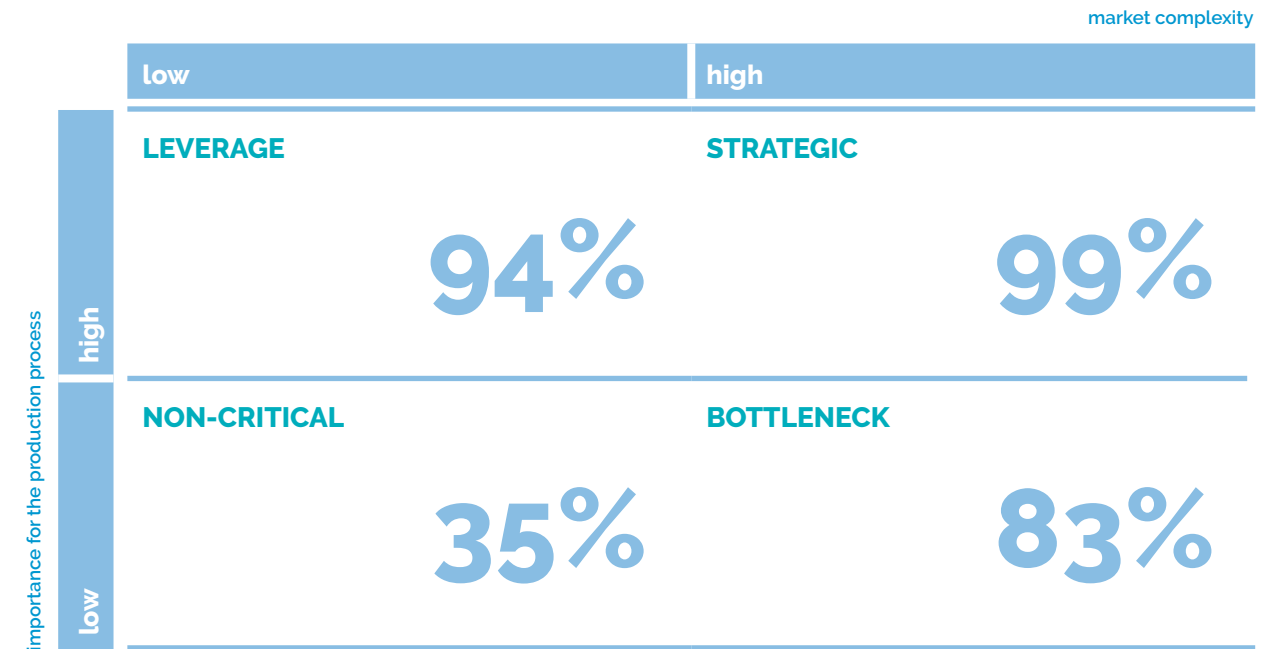 market complexity
low
high
LEVERAGE
STRATEGIC
94%
99%
high
importance for the production process
NON-CRITICAL
BOTTLENECK
35%
83%
low